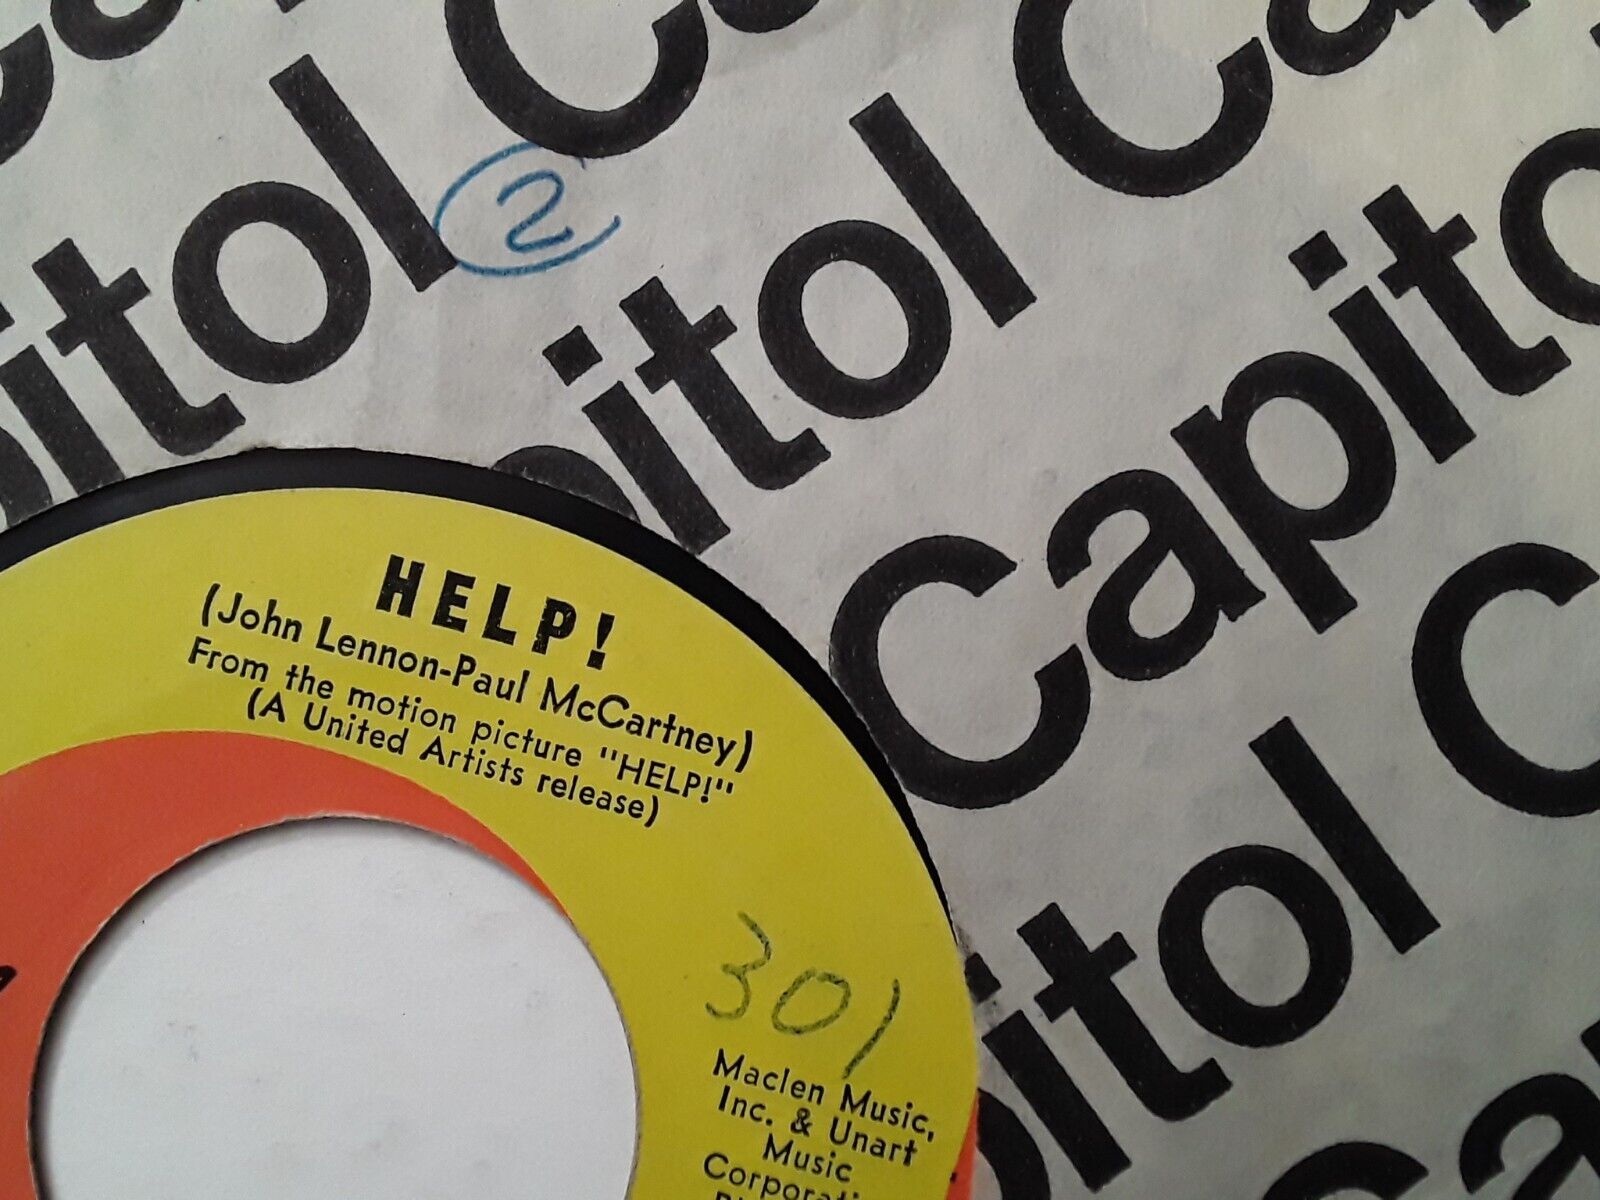 Capitol
Capitol
Capitol
Capitol
2
HELP!
(John Lennon-Paul McCartney)
From the motion picture "HELP!"
(A United Artists release)
301
Maclen Music,
Inc. & Unart
Music